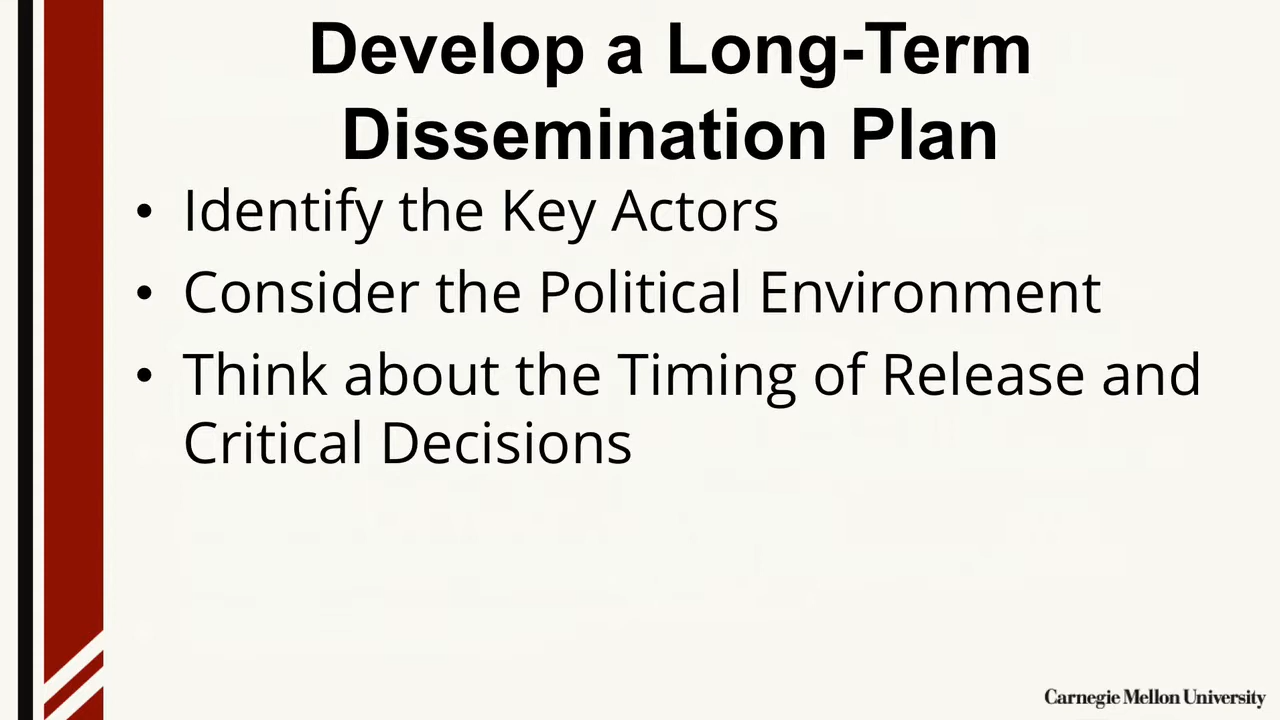 Develop a Long-Term
Dissemination Plan
• Identify the Key Actors
• Consider the Political Environment
• Think about the Timing of Release and
Critical Decisions
Carnegie Mellon University